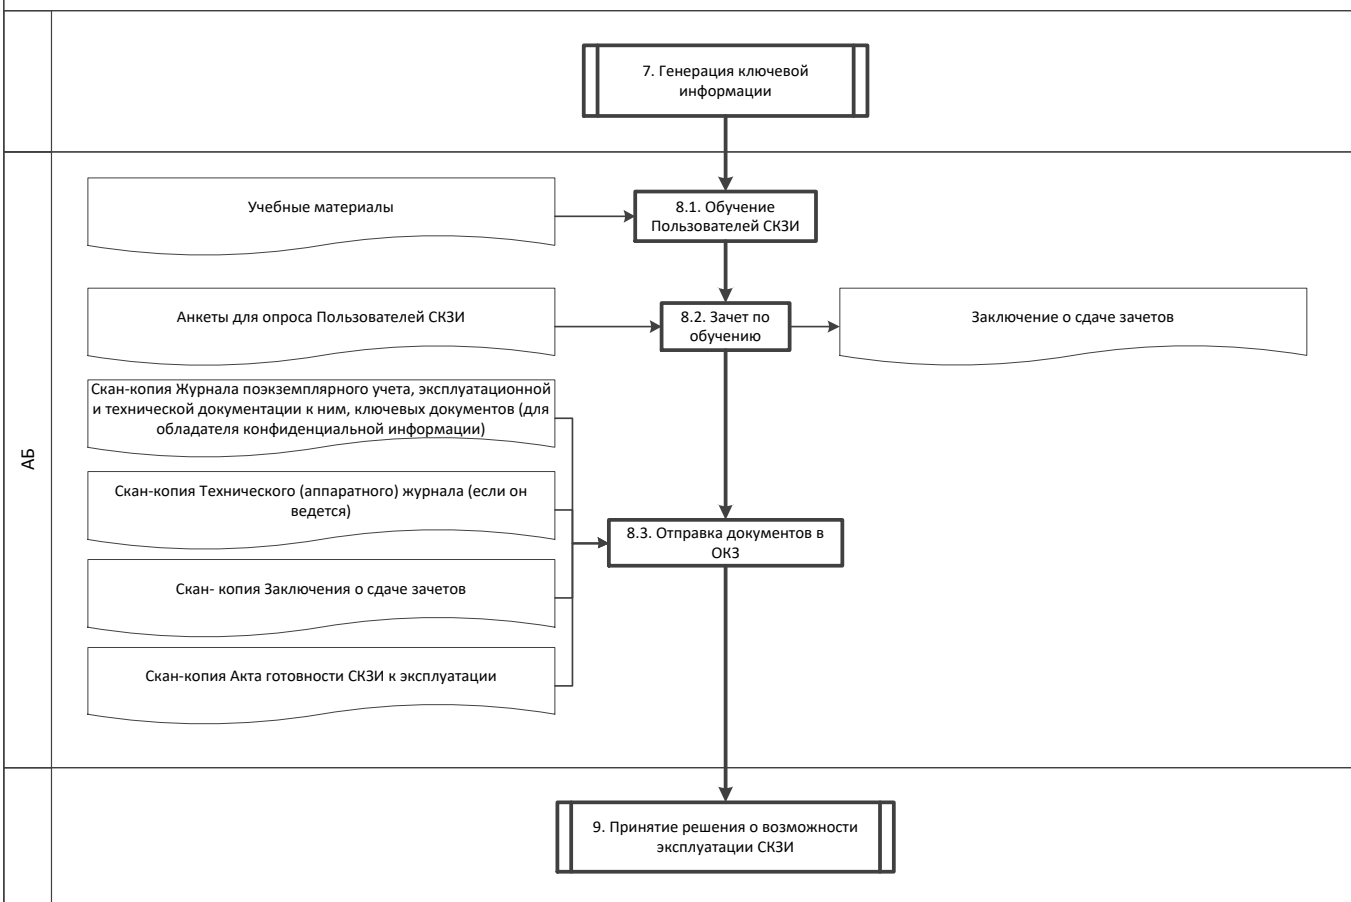 7. Генерация ключевой
информации
АБ
Учебные материалы
8.1. Обучение
Пользователей СКЗИ
Анкеты для опроса Пользователей СКЗИ
8.2. Зачет по
обучению
Заключение о сдаче зачетов
Скан-копия Журнала поэкземплярного учета, эксплуатационной
и технической документации к ним, ключевых документов (для
обладателя конфиденциальной информации)
Скан-копия Технического (аппаратного) журнала (если он
ведется)
8.3. Отправка документов в
ОКЗ
Скан- копия Заключения о сдаче зачетов
Скан-копия Акта готовности СКЗИ к эксплуатации
9. Принятие решения о возможности
эксплуатации СКЗИ